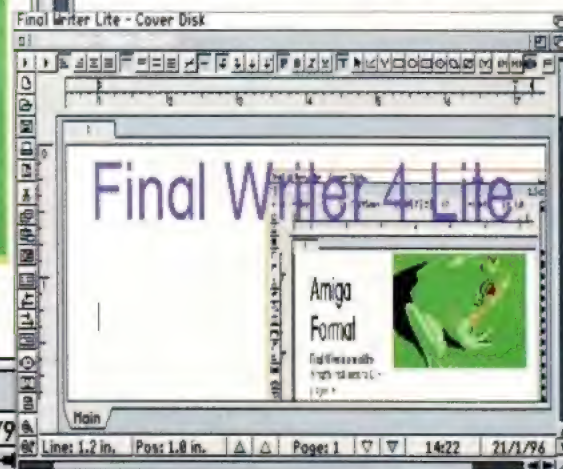 Final Writer Lite - Cover Disk
Final Writer 4 Lite
Amiga
Format
Main
Line: 1.2 in. Pos: 1.0 in. Page: 1 14:22 21/1/96